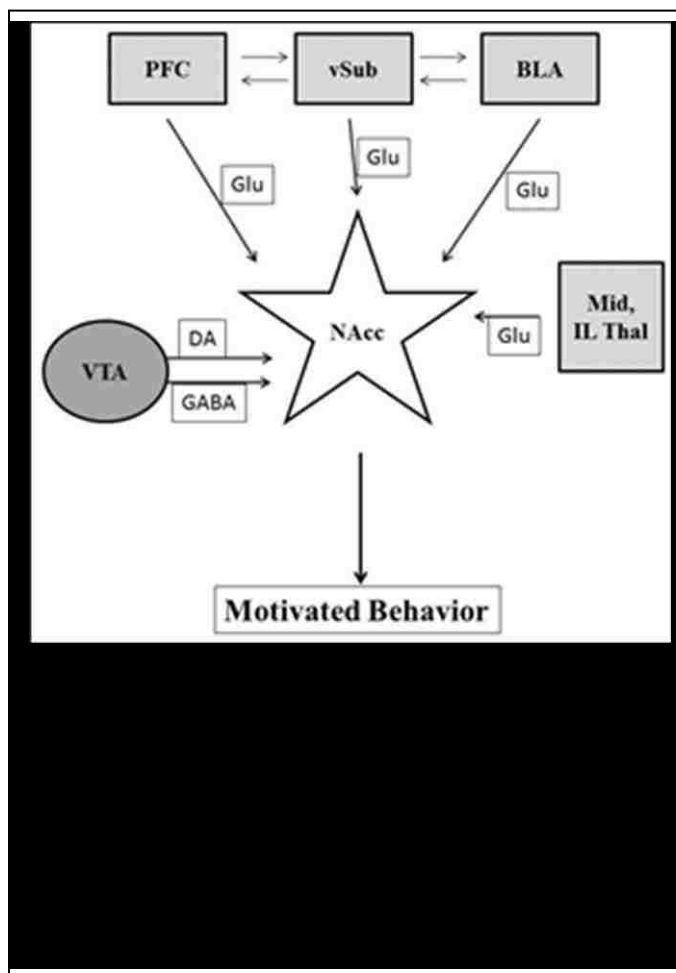 PFC
vSub
BLA
Glu
Glu
Glu
NAcc
Mid,
IL Thal
Glu
DA
VTA
GABA
Motivated Behavior